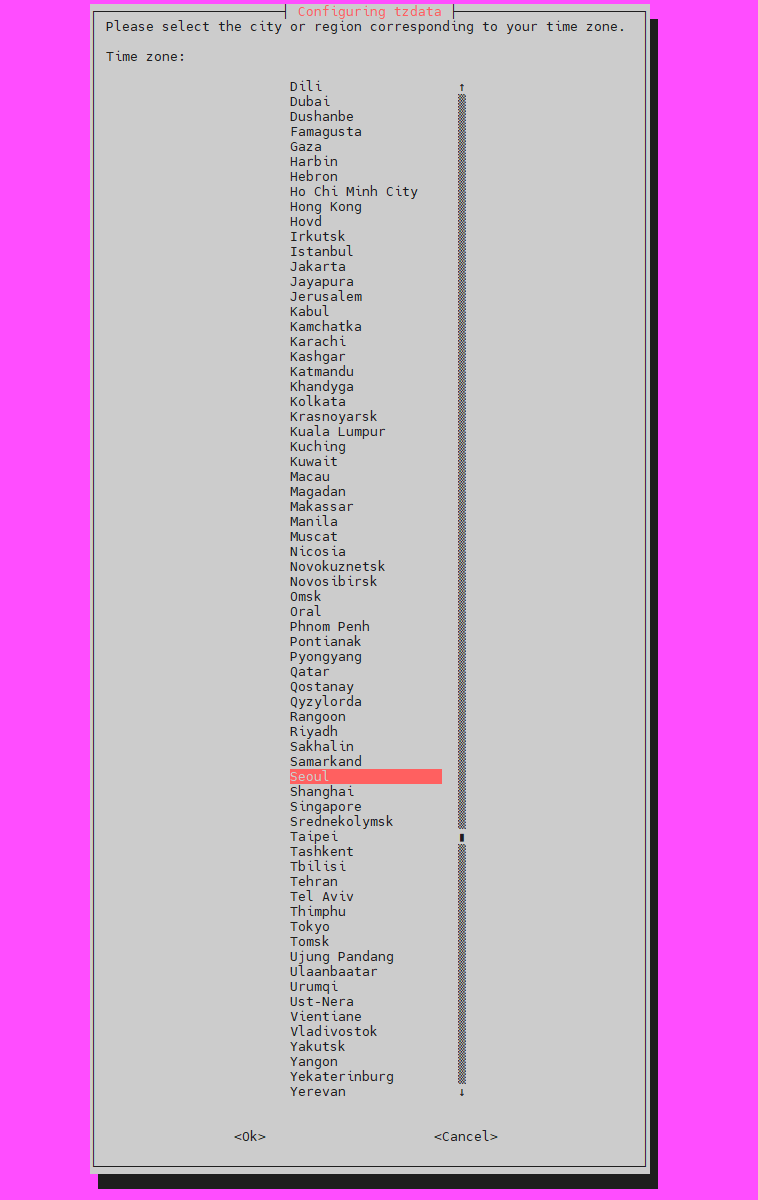 Configuring tzdata
Please select the city or region corresponding to your time zone.
Time zone:
Dili ↑
Dubai
Dushanbe
Famagusta
Gaza
Harbin
Hebron
Ho Chi Minh City
Hong Kong
Hovd
Irkutsk
Istanbul
Jakarta
Jayapura
Jerusalem
Kabul
Kamchatka
Karachi
Kashgar
Katmandu
Khandyga
Kolkata
Krasnoyarsk
Kuala Lumpur
Kuching
Kuwait
Macau
Magadan
Makassar
Manila
Muscat
Nicosia
Novokuznetsk
Novosibirsk
Omsk
Oral
Phnom Penh
Pontianak
Pyongyang
Qatar
Qostanay
Qyzylorda
Rangoon
Riyadh
Sakhalin
Samarkand
Seoul
Shanghai
Singapore
Srednekolymsk
Taipei
Tashkent
Tbilisi
Tehran
Tel Aviv
Thimphu
Tokyo
Tomsk
Ujung Pandang
Ulaanbaatar
Urumqi
Ust-Nera
Vientiane
Vladivostok
Yakutsk
Yangon
Yekaterinburg
Yerevan ↓
<Ok> <Cancel>